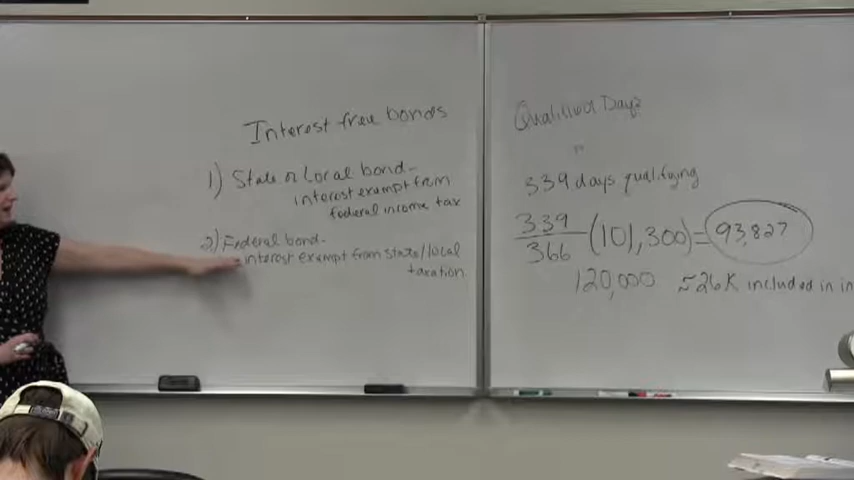 Interest free bonds
1) State or Local bond-
interest exempt from
federal income tax
2) Federal bond-
interest exempt from state/local
taxation
Qualified Days
339 days qualifying
339
366
(101,300) = 93,827
120,000
≈26K included in in